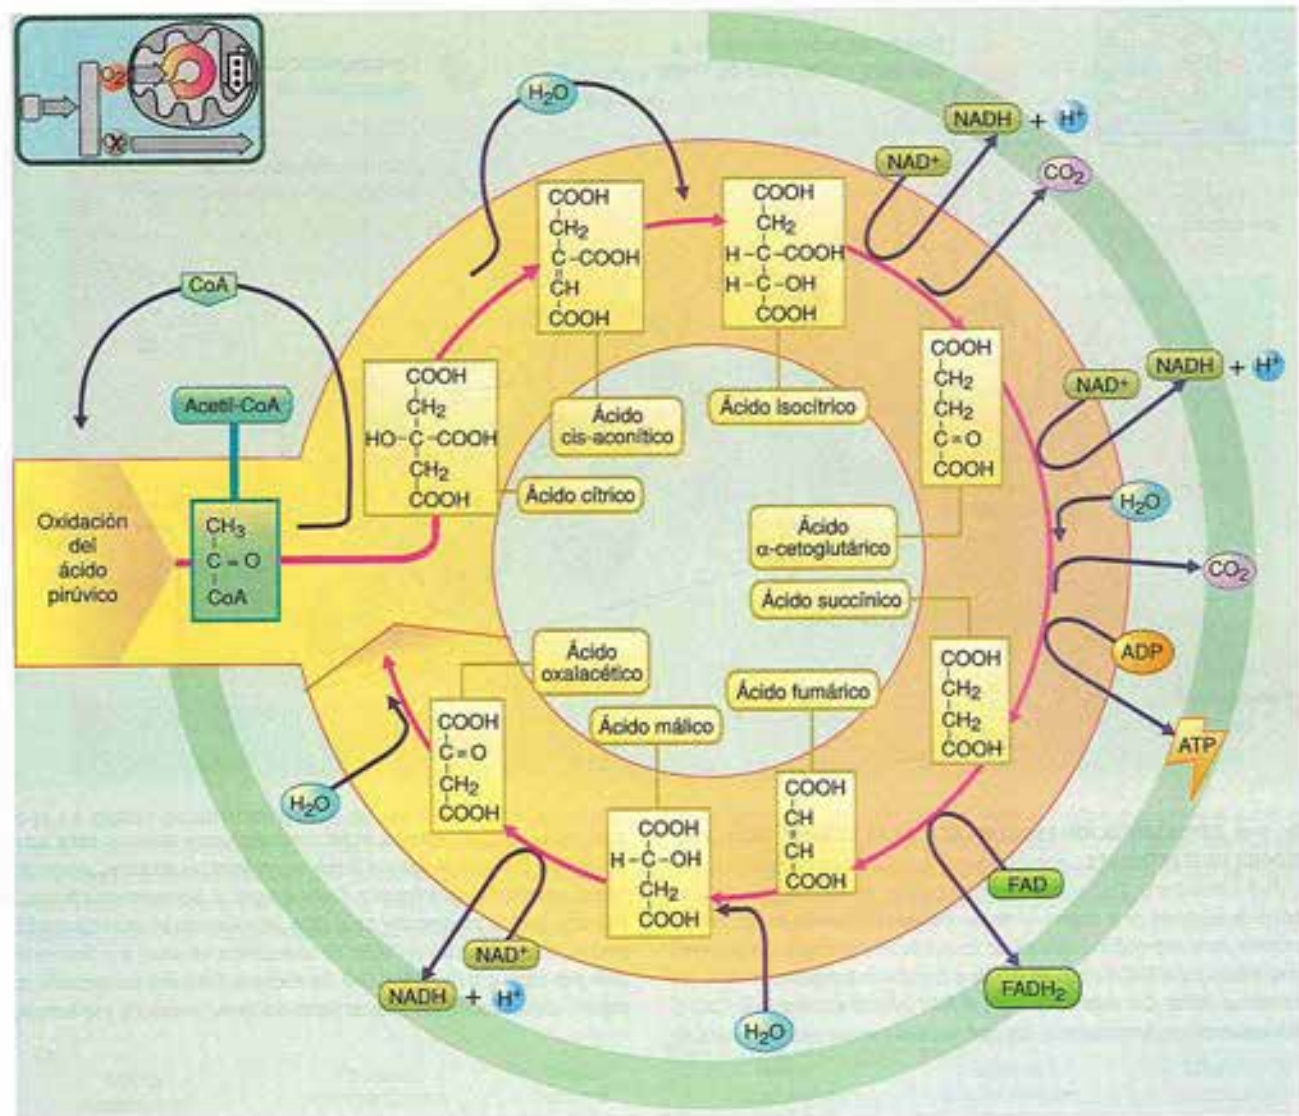 O₂
X
H₂O
NADH + H⁺
NAD⁺
CO₂
COOH
CH₂
C-COOH
CH
COOH
COOH
CH₂
H-C-COOH
H-C-OH
COOH
CoA
Acetil-CoA
COOH
CH₂
HO-C-COOH
CH₂
COOH
Ácido
cis-aconítico
Ácido Isocítrico
COOH
CH₂
CH₂
C=O
COOH
NAD⁺
NADH + H⁺
Ácido cítrico
H₂O
Oxidación
del
ácido
pirúvico
CH₃
C=O
CoA
Ácido
α-cetoglutárico
CO₂
Ácido succínico
Ácido
oxalacético
COOH
CH₂
CH₂
COOH
ADP
ATP
Ácido fumárico
Ácido málico
COOH
C=O
CH₂
COOH
H₂O
COOH
CH
CH
COOH
COOH
H-C-OH
CH₂
COOH
FAD
FADH₂
NAD⁺
NADH + H⁺
H₂O